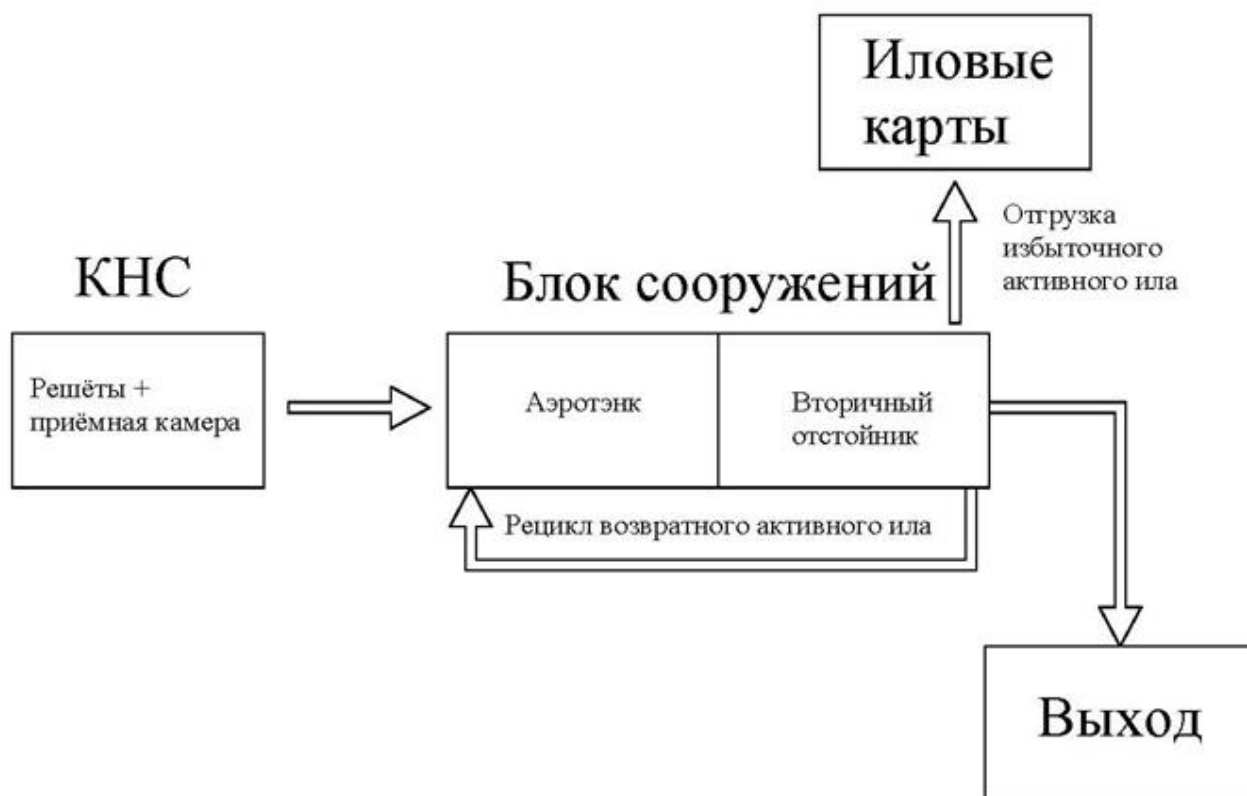 Иловые
карты
Отгрузка
избыточного
активного ила
КНС
Блок сооружений
Решёты +
приёмная камера
Аэротэнк
Вторичный
отстойник
Рецикл возвратного активного ила
Выход